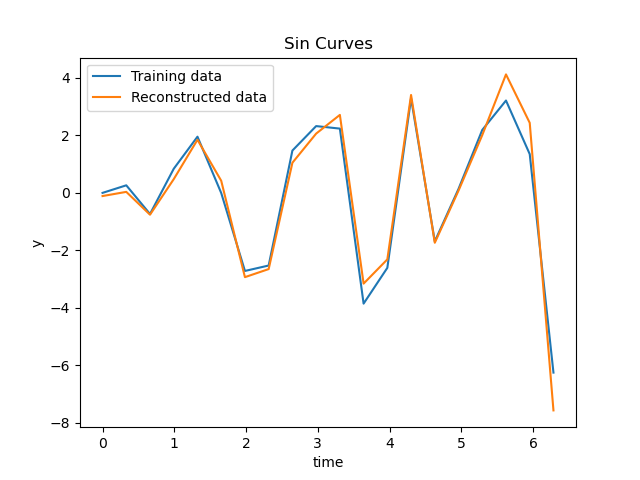 Sin Curves
Training data
Reconstructed data
4
2
0
−2
−4
−6
−8
y
0 1 2 3 4 5 6
time